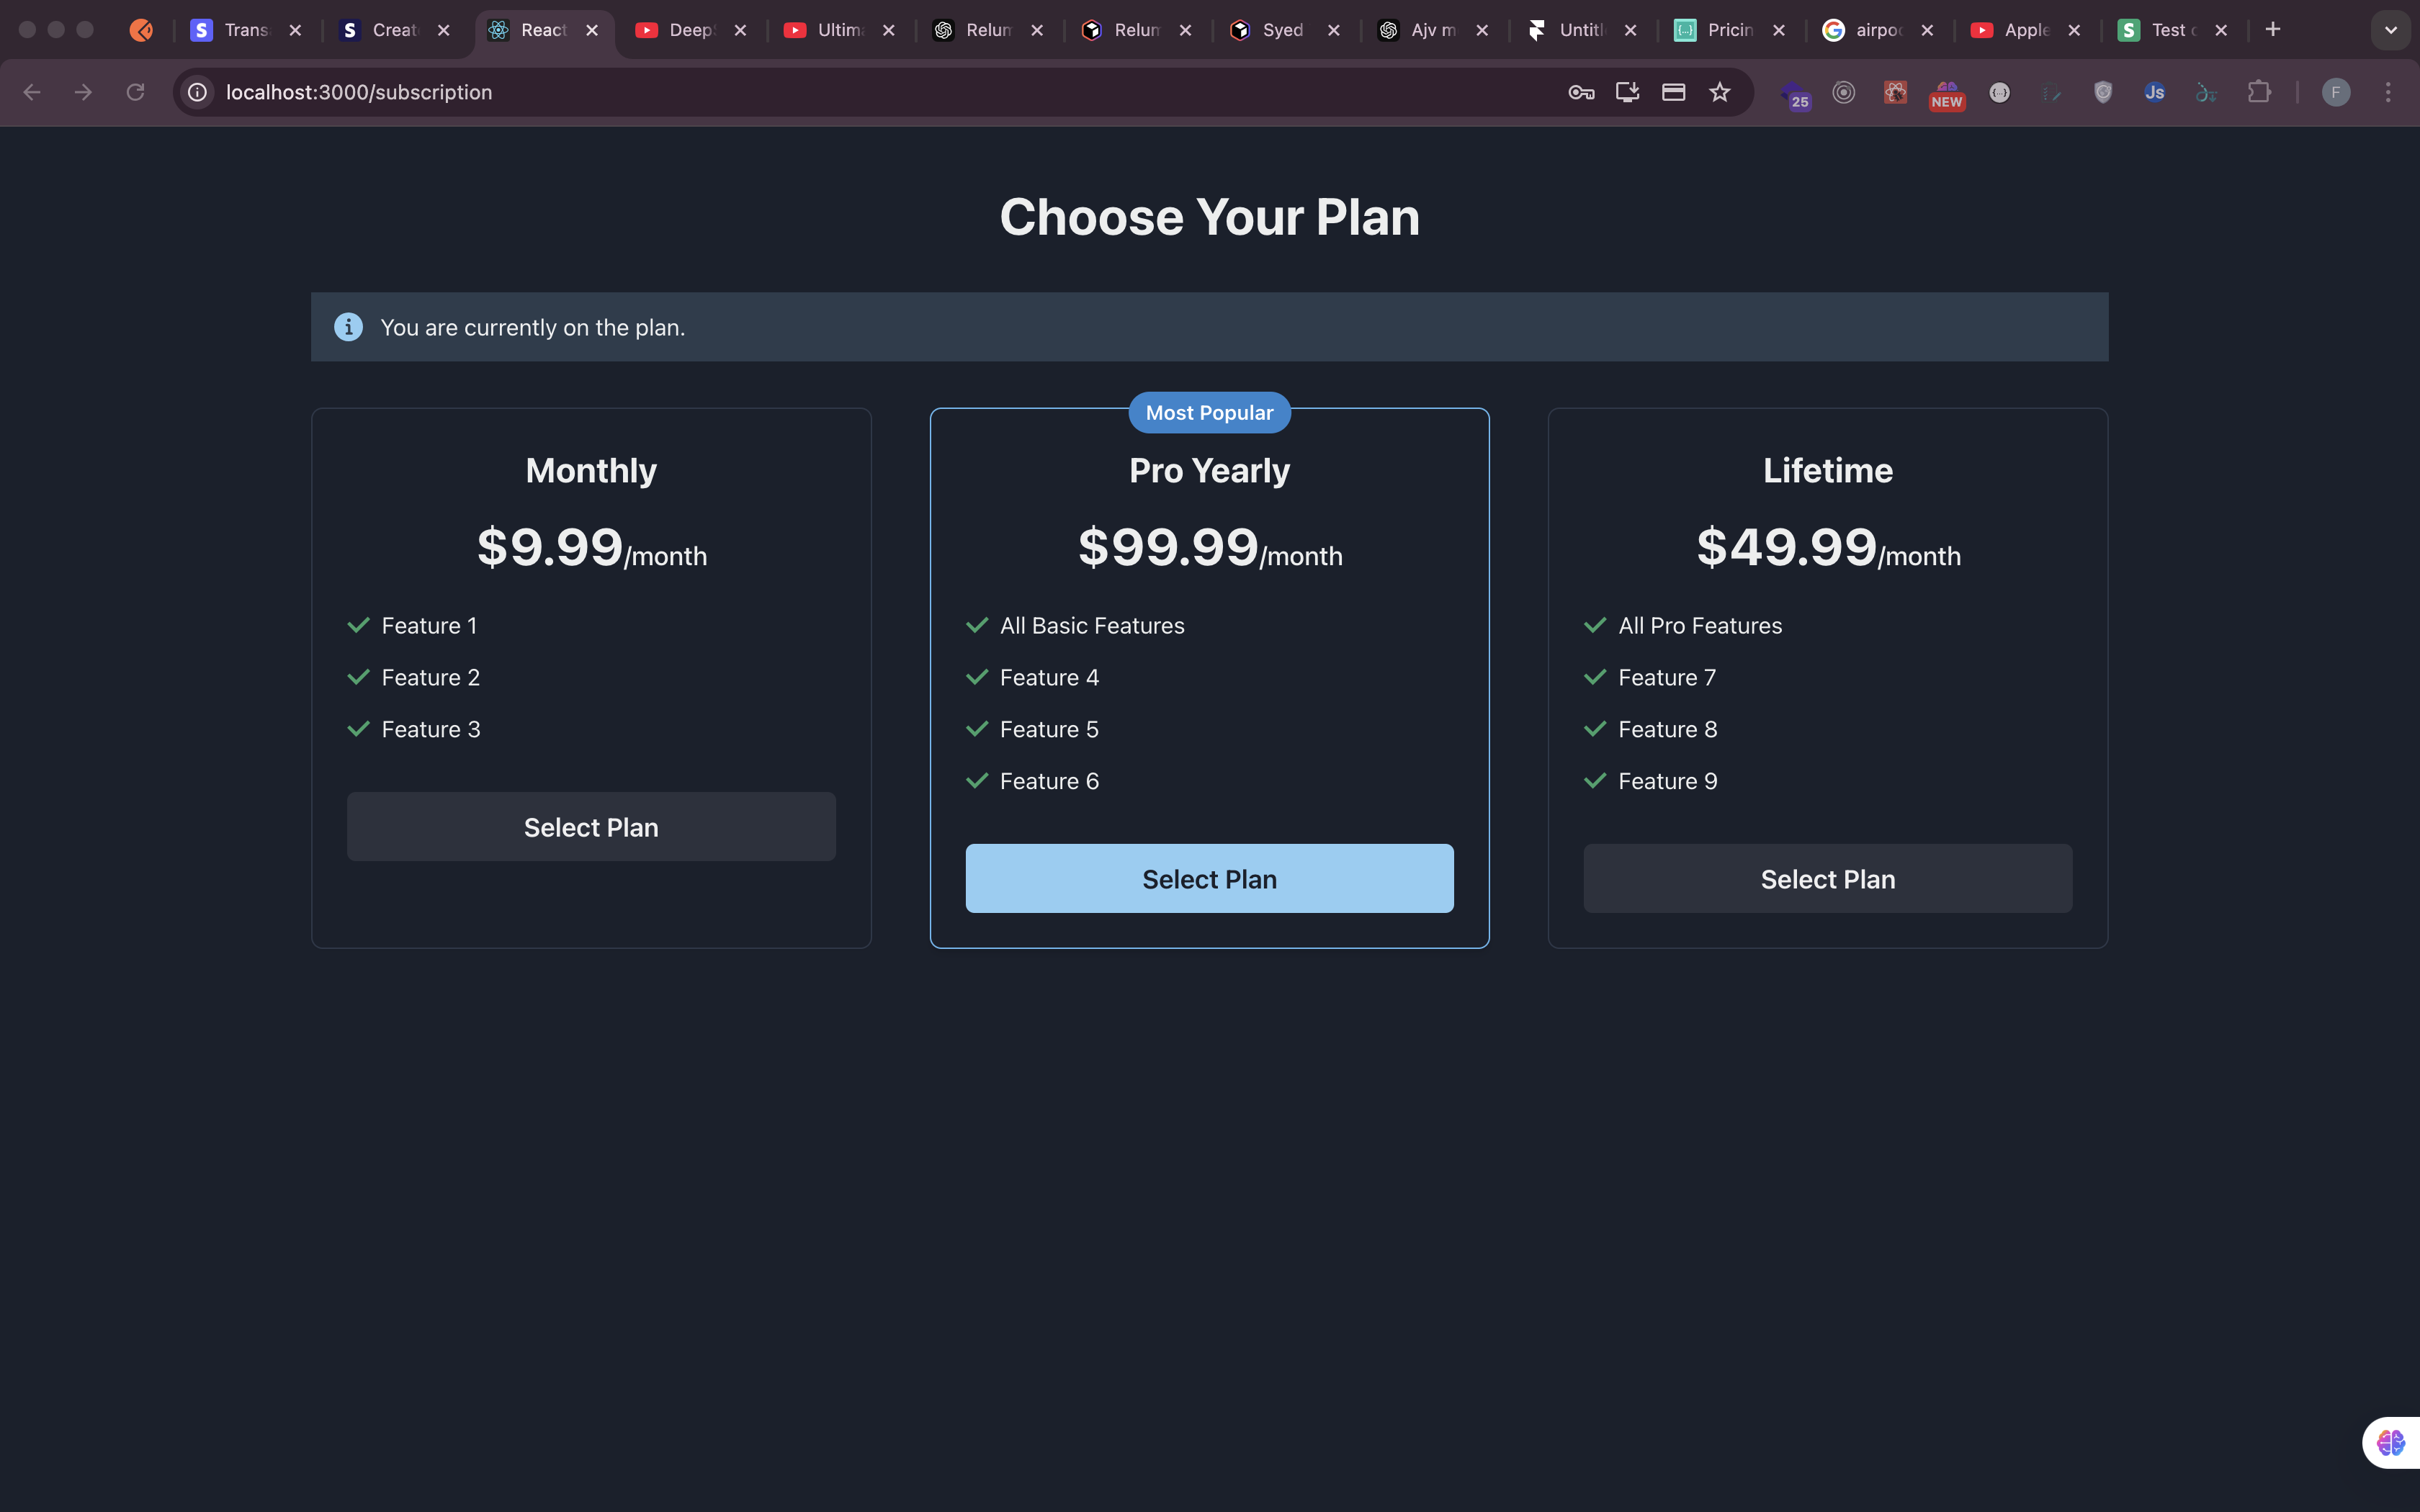 Trans
Creat
React
Deep
Ultim
Relum
Relum
Syed
Ajv m
Untitl
Pricin
airpod
Apple
Test c
localhost:3000/subscription
25
NEW
Js
F
Choose Your Plan
You are currently on the plan.
Most Popular
Monthly
$9.99/month
Feature 1
Feature 2
Feature 3
Select Plan
Pro Yearly
$99.99/month
All Basic Features
Feature 4
Feature 5
Feature 6
Select Plan
Lifetime
$49.99/month
All Pro Features
Feature 7
Feature 8
Feature 9
Select Plan